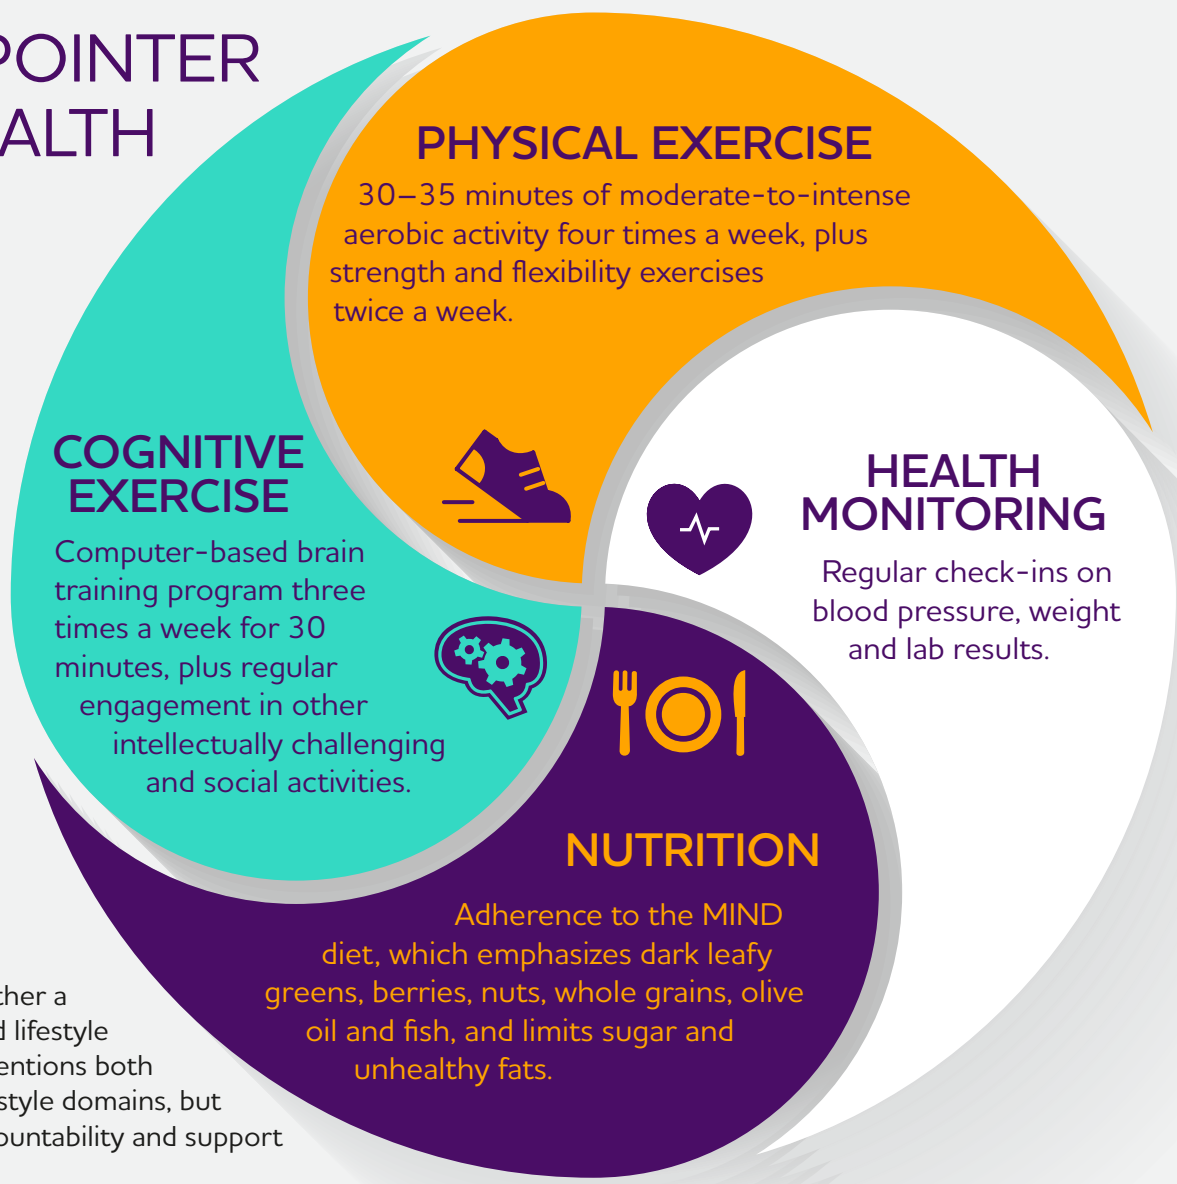 POINTER
ALTH
PHYSICAL EXERCISE
30–35 minutes of moderate-to-intense
aerobic activity four times a week, plus
strength and flexibility exercises
twice a week.
COGNITIVE
EXERCISE
Computer-based brain
training program three
times a week for 30
minutes, plus regular
engagement in other
intellectually challenging
and social activities.
HEALTH
MONITORING
Regular check-ins on
blood pressure, weight
and lab results.
NUTRITION
Adherence to the MIND
diet, which emphasizes dark leafy
greens, berries, nuts, whole grains, olive
oil and fish, and limits sugar and
unhealthy fats.
ther a
d lifestyle
entions both
style domains, but
ountability and support